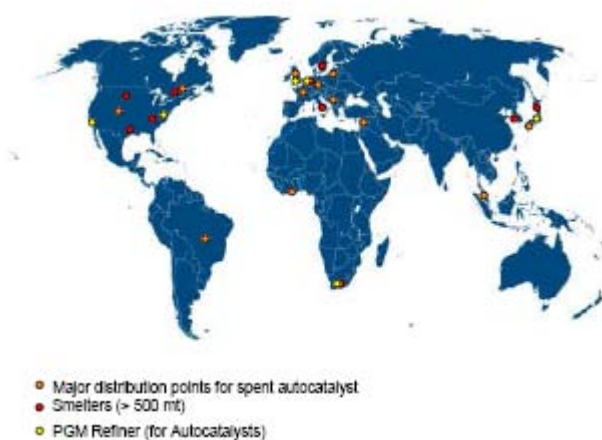 Major distribution points for spent autocatalyst
Smelters (> 500 mt)
PGM Refiner (for Autocatalysts)